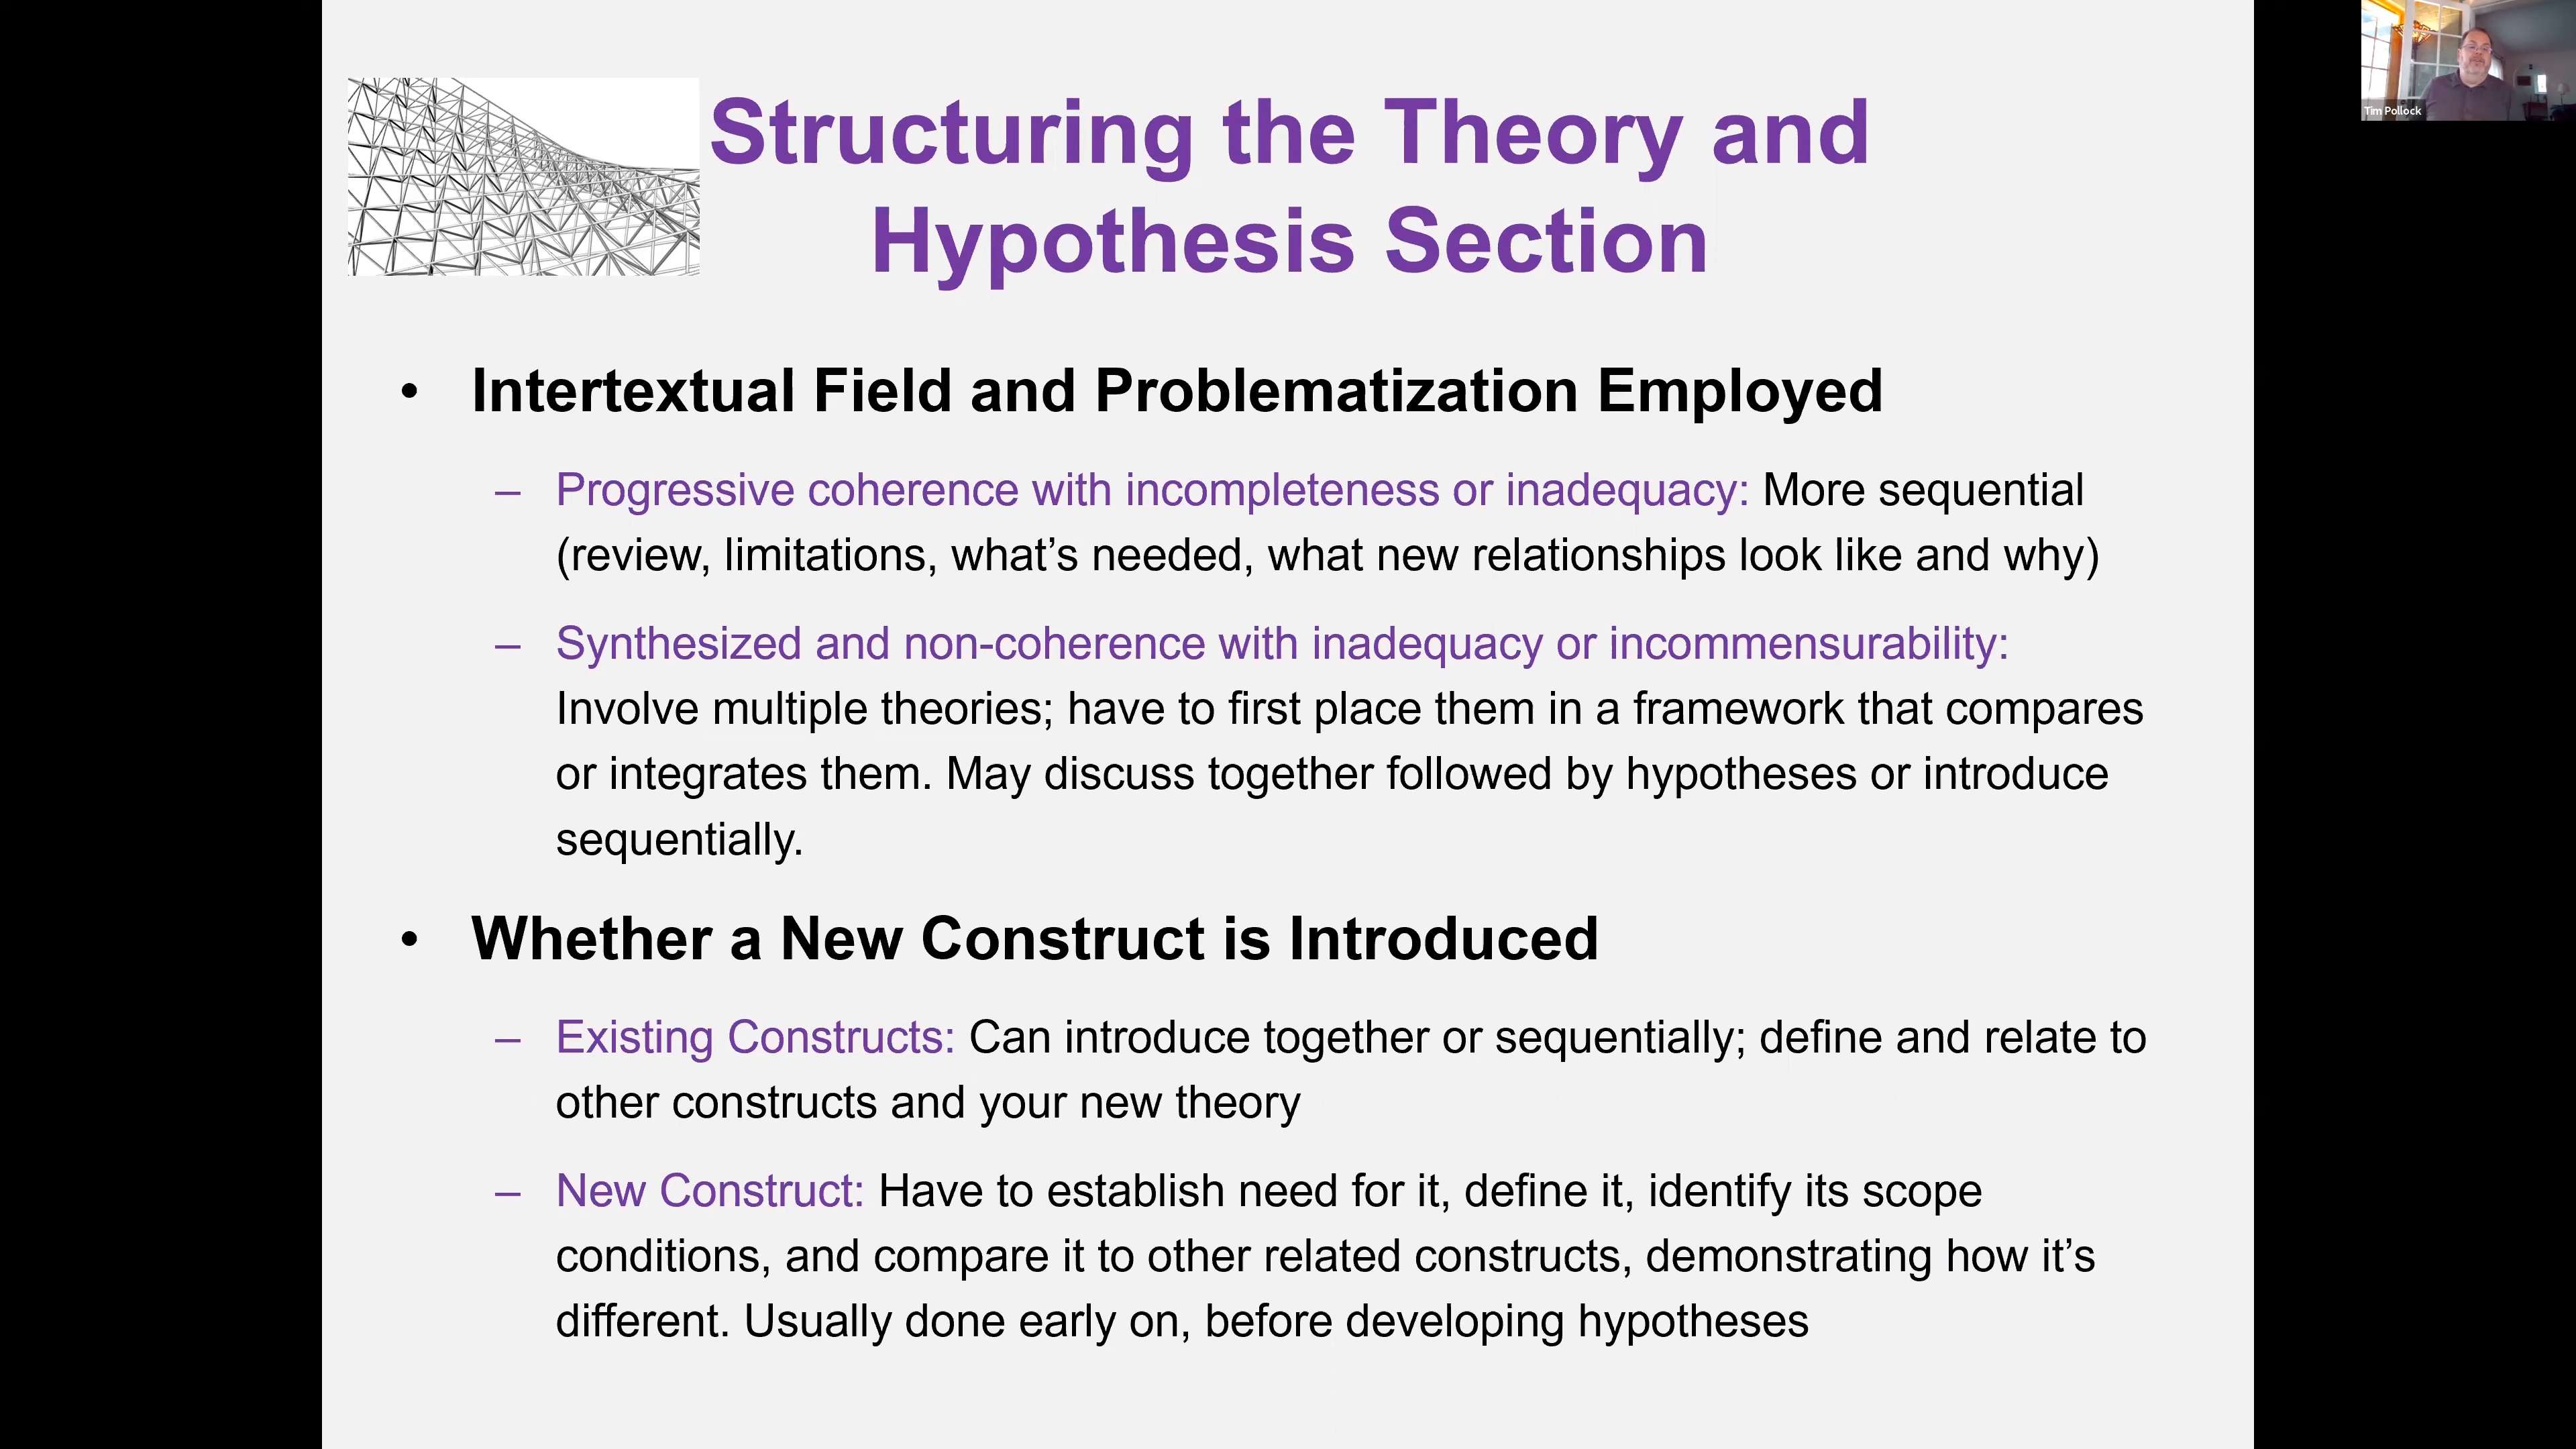 Structuring the Theory and
Hypothesis Section
• Intertextual Field and Problematization Employed
– Progressive coherence with incompleteness or inadequacy: More sequential
(review, limitations, what’s needed, what new relationships look like and why)
– Synthesized and non-coherence with inadequacy or incommensurability:
Involve multiple theories; have to first place them in a framework that compares
or integrates them. May discuss together followed by hypotheses or introduce
sequentially.
• Whether a New Construct is Introduced
– Existing Constructs: Can introduce together or sequentially; define and relate to
other constructs and your new theory
– New Construct: Have to establish need for it, define it, identify its scope
conditions, and compare it to other related constructs, demonstrating how it’s
different. Usually done early on, before developing hypotheses
Tim Pollock